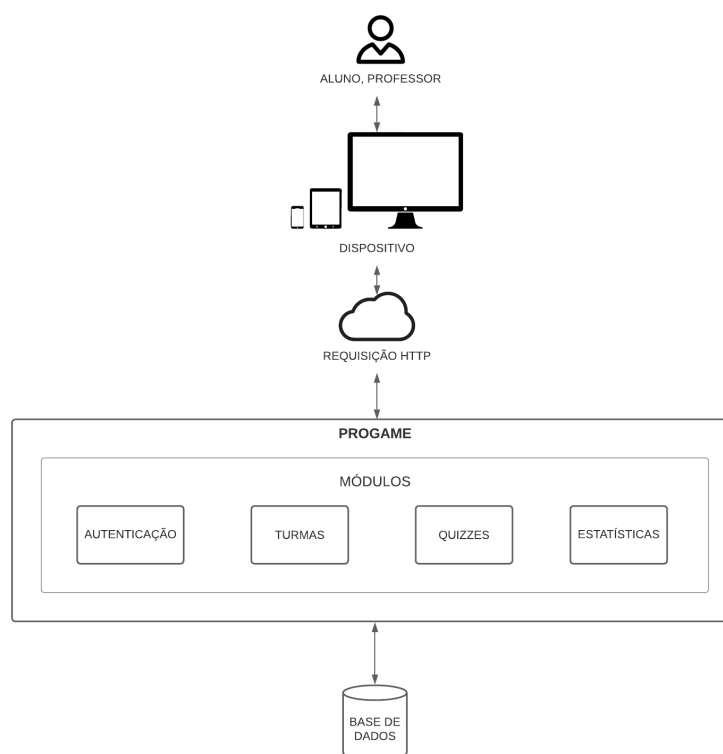 ALUNO, PROFESSOR
DISPOSITIVO
REQUISIÇÃO HTTP
PROGAME
MÓDULOS
AUTENTICAÇÃO
TURMAS
QUIZZES
ESTATÍSTICAS
BASE DE
DADOS